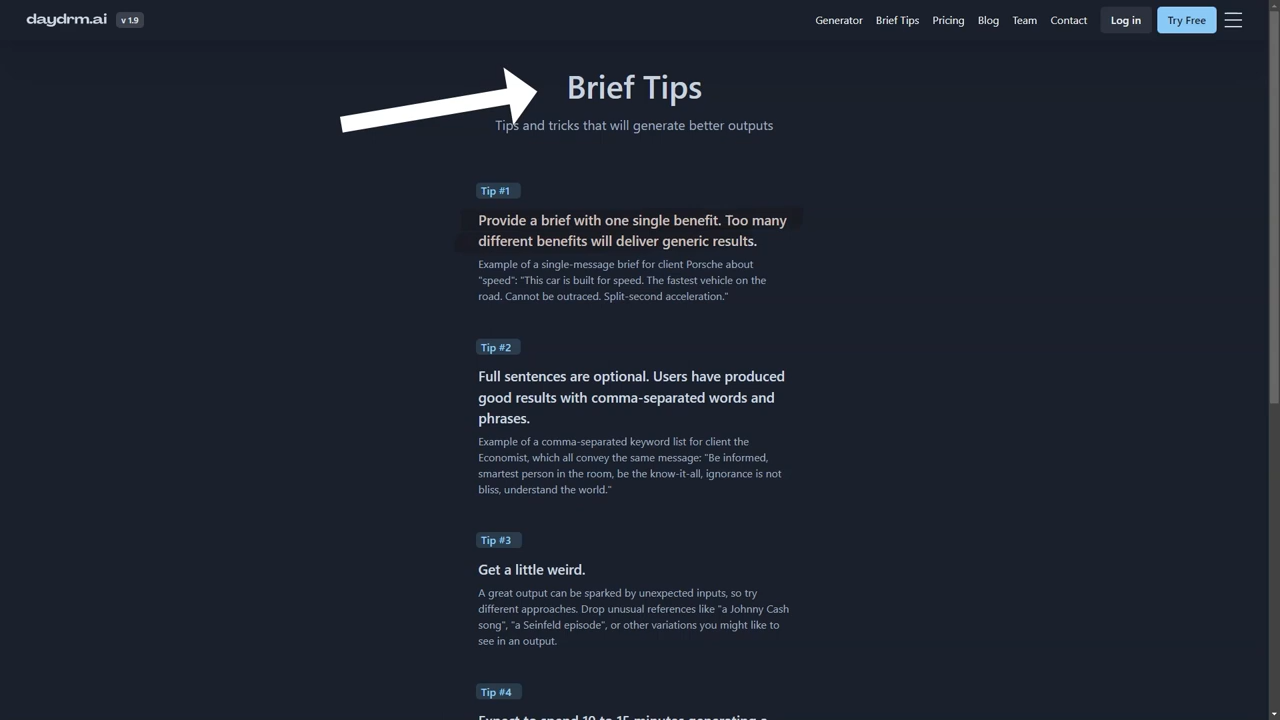 daydrm.ai v 1.9 Generator Brief Tips Pricing Blog Team Contact Log in Try Free
Brief Tips
Tips and tricks that will generate better outputs
Tip #1
Provide a brief with one single benefit. Too many
different benefits will deliver generic results.
Example of a single-message brief for client Porsche about
"speed": "This car is built for speed. The fastest vehicle on the
road. Cannot be outraced. Split-second acceleration."
Tip #2
Full sentences are optional. Users have produced
good results with comma-separated words and
phrases.
Example of a comma-separated keyword list for client the
Economist, which all convey the same message: "Be informed,
smartest person in the room, be the know-it-all, ignorance is not
bliss, understand the world."
Tip #3
Get a little weird.
A great output can be sparked by unexpected inputs, so try
different approaches. Drop unusual references like "a Johnny Cash
song", "a Seinfeld episode", or other variations you might like to
see in an output.
Tip #4
Expect to spend 10 to 15 minutes generating a